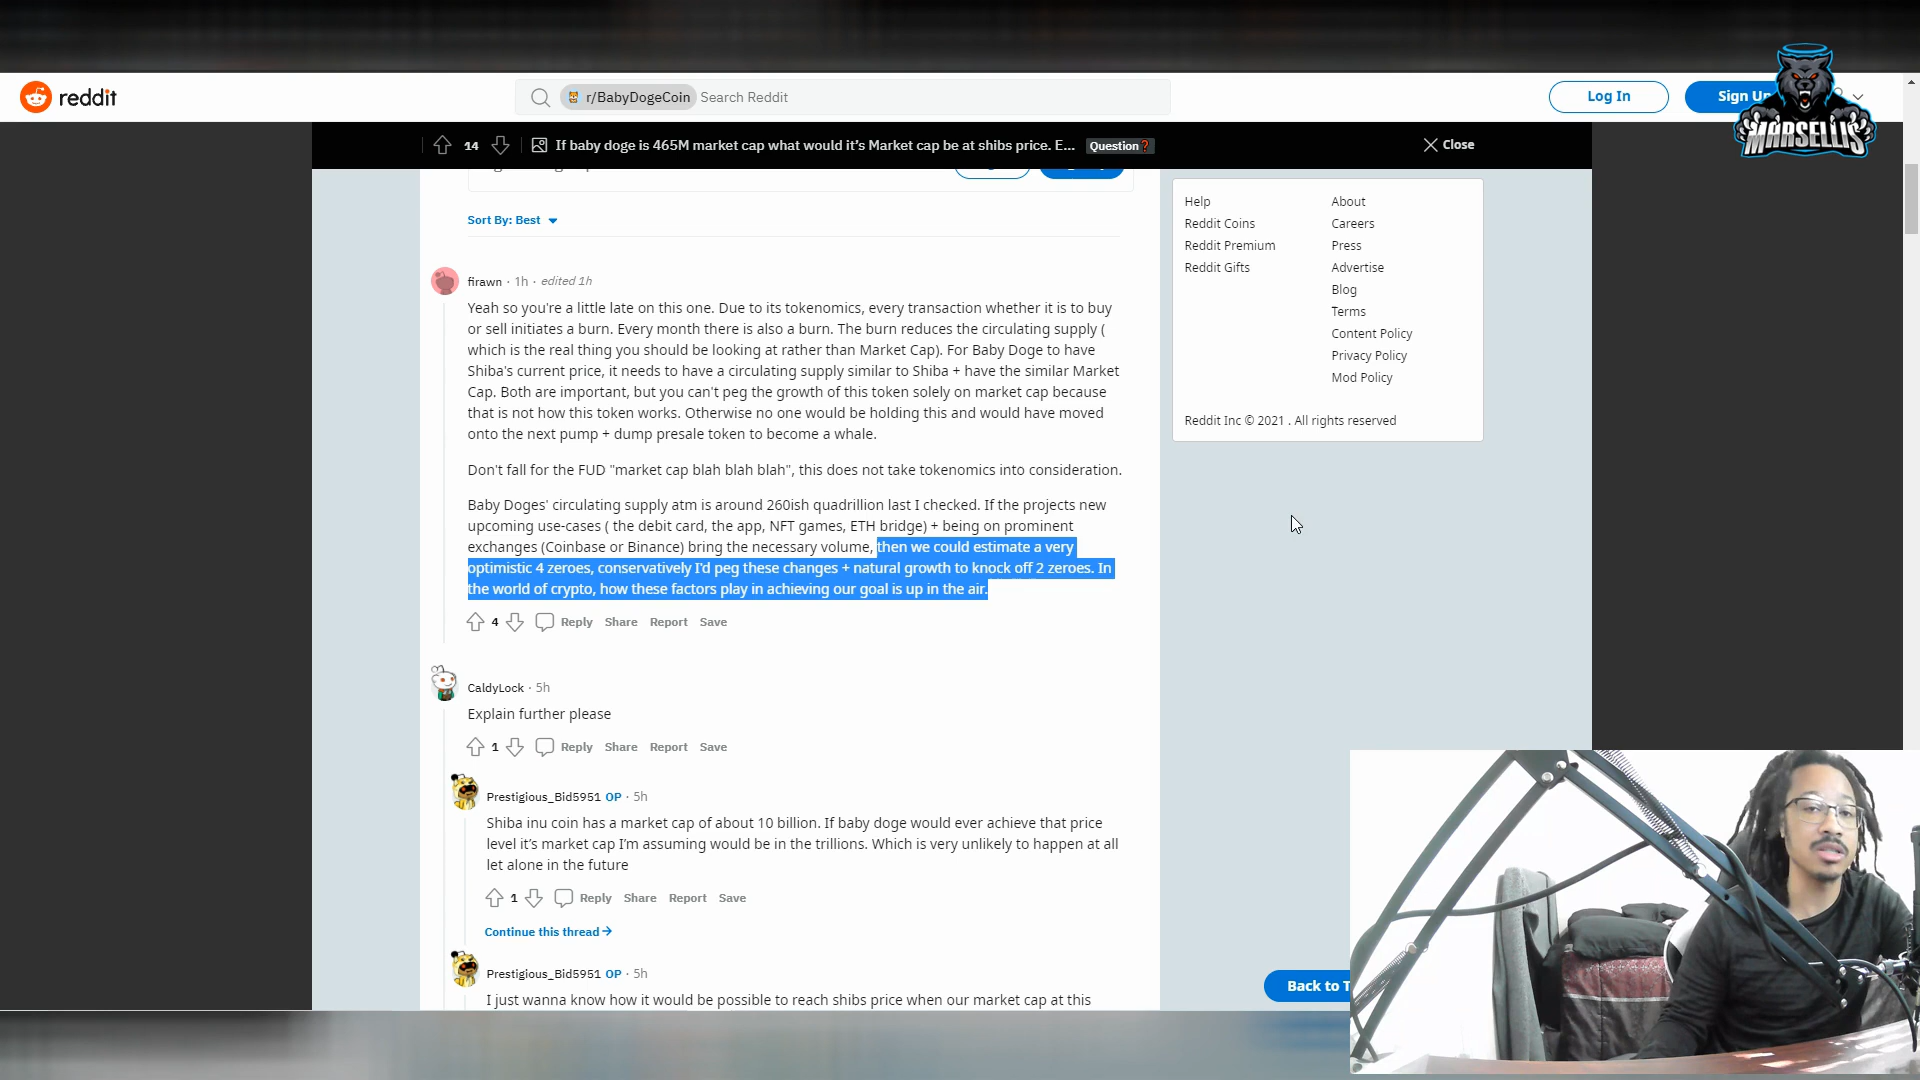 reddit
r/BabyDogeCoin Search Reddit
Log In
Sign Up
MARSELLIS
14 If baby doge is 465M market cap what would it's Market cap be at shibs price. E... Question❓
Close
Sort By: Best
Help
About
Reddit Coins
Careers
Reddit Premium
Press
Reddit Gifts
Advertise
Blog
Terms
Content Policy
Privacy Policy
Mod Policy
Reddit Inc © 2021 . All rights reserved
firawn · 1h · edited 1h
Yeah so you're a little late on this one. Due to its tokenomics, every transaction whether it is to buy
or sell initiates a burn. Every month there is also a burn. The burn reduces the circulating supply (
which is the real thing you should be looking at rather than Market Cap). For Baby Doge to have
Shiba's current price, it needs to have a circulating supply similar to Shiba + have the similar Market
Cap. Both are important, but you can't peg the growth of this token solely on market cap because
that is not how this token works. Otherwise no one would be holding this and would have moved
onto the next pump + dump presale token to become a whale.
Don't fall for the FUD "market cap blah blah blah", this does not take tokenomics into consideration.
Baby Doges' circulating supply atm is around 260ish quadrillion last I checked. If the projects new
upcoming use-cases ( the debit card, the app, NFT games, ETH bridge) + being on prominent
exchanges (Coinbase or Binance) bring the necessary volume, then we could estimate a very
optimistic 4 zeroes, conservatively I'd peg these changes + natural growth to knock off 2 zeroes. In
the world of crypto, how these factors play in achieving our goal is up in the air.
4 Reply Share Report Save
CaldyLock · 5h
Explain further please
1 Reply Share Report Save
Prestigious_Bid5951 OP · 5h
Shiba inu coin has a market cap of about 10 billion. If baby doge would ever achieve that price
level it's market cap I'm assuming would be in the trillions. Which is very unlikely to happen at all
let alone in the future
1 Reply Share Report Save
Continue this thread →
Prestigious_Bid5951 OP · 5h
I just wanna know how it would be possible to reach shibs price when our market cap at this
Back to T